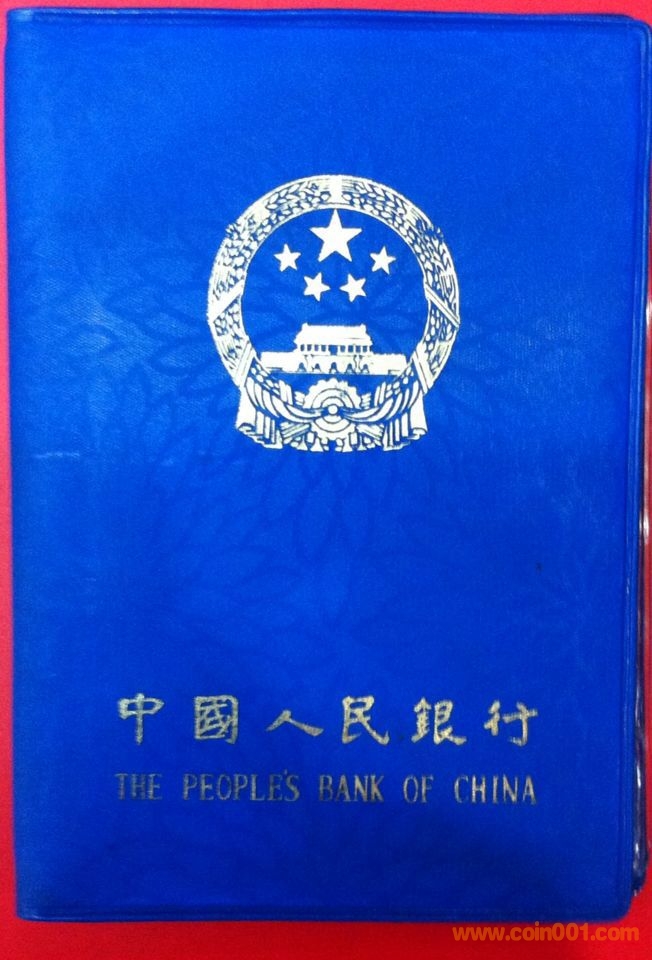 中國人民銀行
THE PEOPLE'S BANK OF CHINA
www.coin001.com